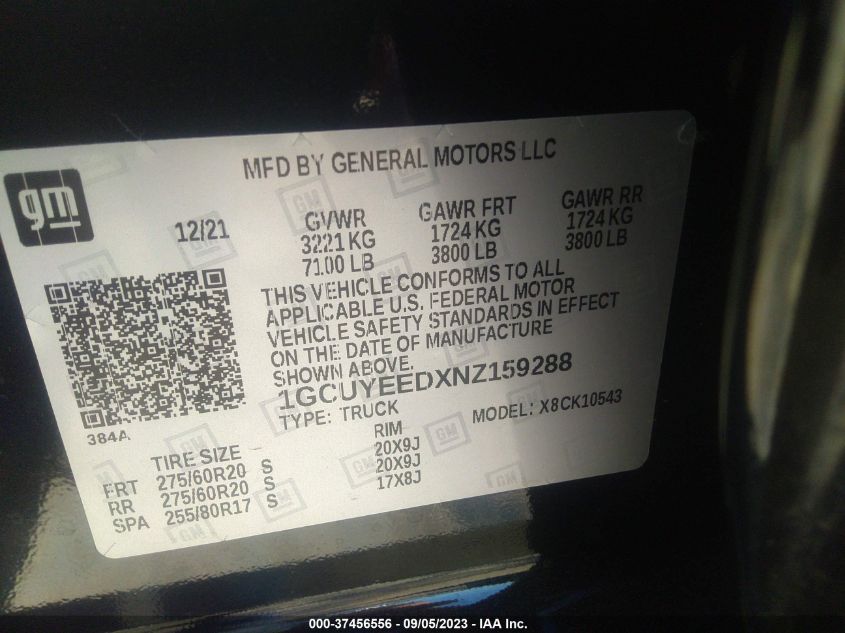 MFD BY GENERAL MOTORS LLC
gm
12/21
GVWR
3221 KG
7100 LB
GAWR FRT
1724 KG
3800 LB
GAWR RR
1724 KG
3800 LB
THIS VEHICLE CONFORMS TO ALL
APPLICABLE U.S. FEDERAL MOTOR
VEHICLE SAFETY STANDARDS IN EFFECT
ON THE DATE OF MANUFACTURE
SHOWN ABOVE.
1GCUYEEDXNZ159288
TYPE: TRUCK MODEL: X8CK10543
384A
TIRE SIZE RIM
FRT 275/60R20 S 20X9J
RR 275/60R20 S 20X9J
SPA 255/80R17 S 17X8J
000-37456556 - 09/05/2023 - IAA Inc.